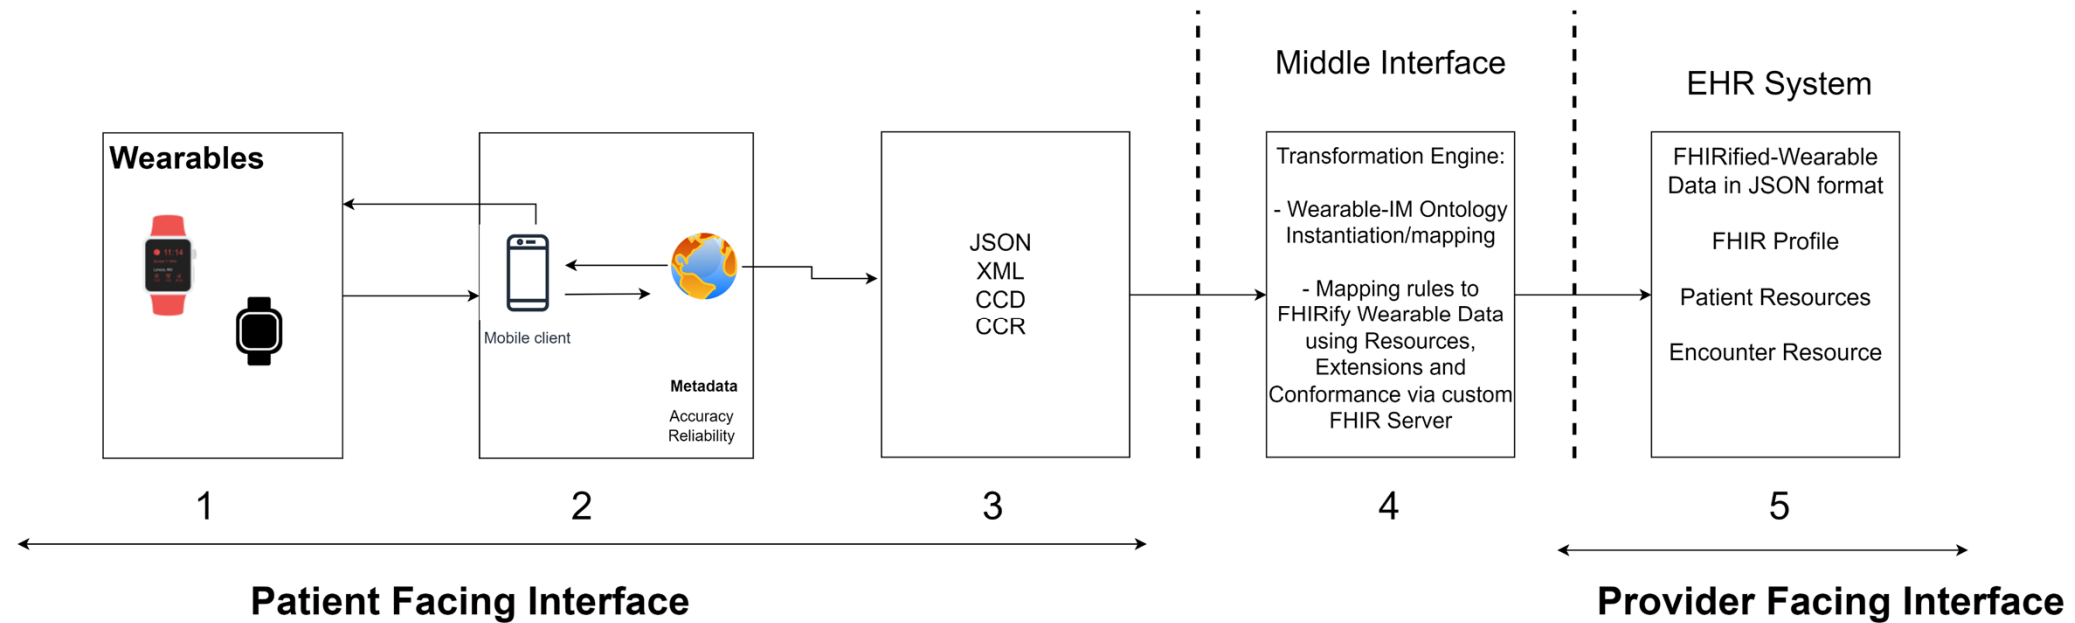 Middle Interface
EHR System
Wearables
11:14
Mobile client
Metadata
Accuracy
Reliability
JSON
XML
CCD
CCR
Transformation Engine:
- Wearable-IM Ontology
Instantiation/mapping
- Mapping rules to
FHIRify Wearable Data
using Resources,
Extensions and
Conformance via custom
FHIR Server
FHIRified-Wearable
Data in JSON format
FHIR Profile
Patient Resources
Encounter Resource
1
2
3
4
5
Patient Facing Interface
Provider Facing Interface